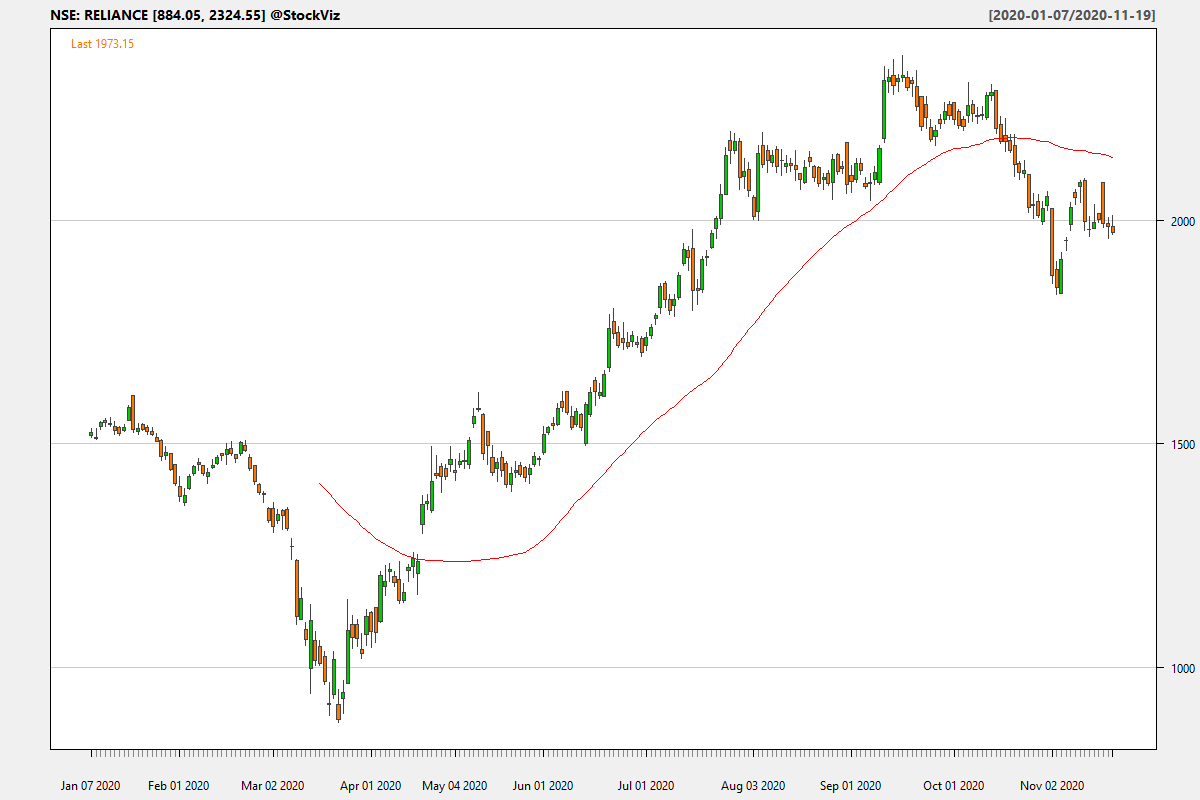 NSE: RELIANCE [884.05, 2324.55] @StockViz
[2020-01-07/2020-11-19]
Last 1973.15
2000
1500
1000
Jan 07 2020 Feb 01 2020 Mar 02 2020 Apr 01 2020 May 04 2020 Jun 01 2020 Jul 01 2020 Aug 03 2020 Sep 01 2020 Oct 01 2020 Nov 02 2020